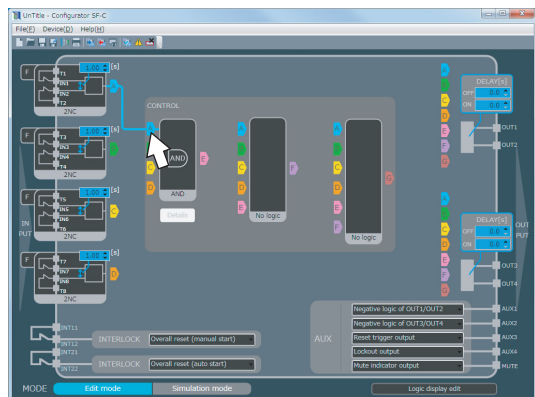 UnTitle - Configurator SF-C
File(F) Device(D) Help(H)
F T1 1.00 [s]
IN1
IN2
T2
2NC
A
F T3 1.00 [s]
IN3
IN4
T4
2NC
F T5 1.00 [s]
IN5
IN6
T6
2NC
C
F T7 1.00 [s]
IN7
IN8
T8
2NC
D
IN
PUT
CONTROL
A
C
D
AND
AND
Details
E
A
B
C
D
E
No logic
F
A
B
C
D
E
F
No logic
G
A
B
C
D
E
F
G
DELAY[s]
OFF 0.0
ON 0.0
OUT1
OUT2
A
B
C
D
E
F
G
DELAY[s]
OFF 0.0
ON 0.0
OUT3
OUT4
OUT
PUT
INT11
INT12
INTERLOCK Overall reset (manual start)
INT21
INT22
INTERLOCK Overall reset (auto start)
AUX
Negative logic of OUT1/OUT2 AUX1
Negative logic of OUT3/OUT4 AUX2
Reset trigger output AUX3
Lockout output AUX4
Mute indicator output MUTE
MODE Edit mode Simulation mode Logic display edit